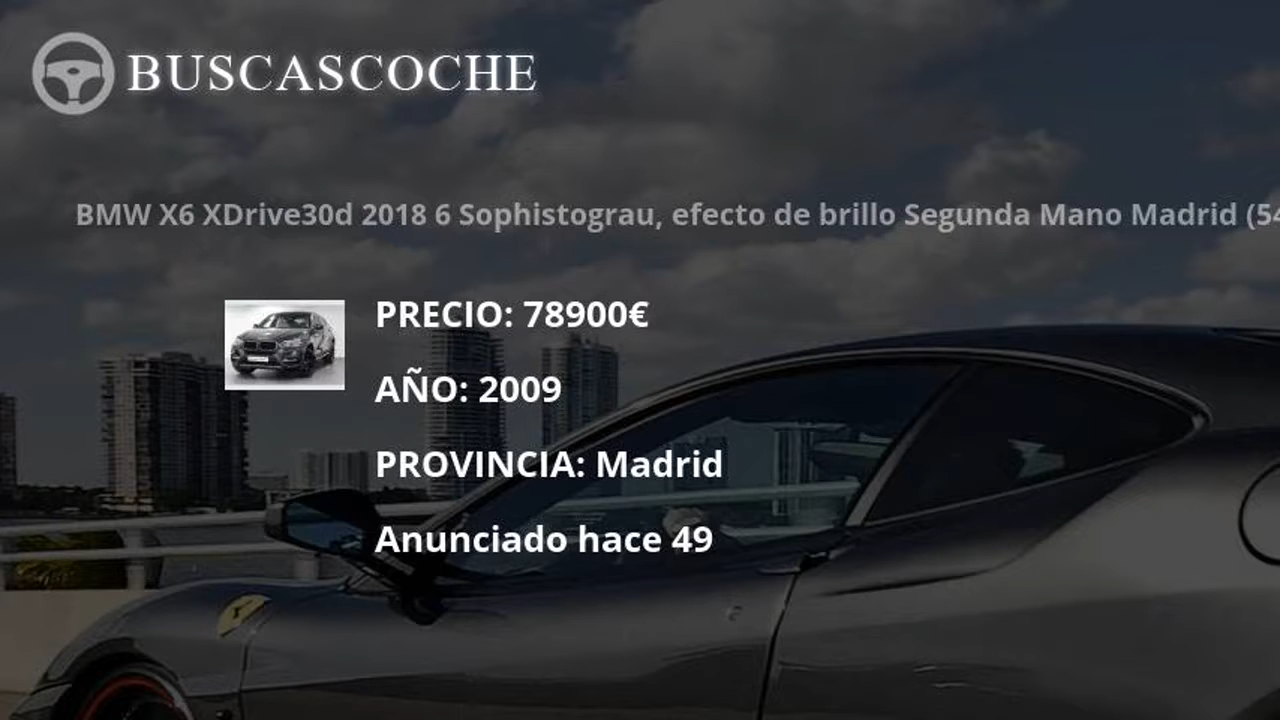 BUSCASCOCHE
BMW X6 XDrive30d 2018 6 Sophistograu, efecto de brillo Segunda Mano Madrid (54
PRECIO: 78900€
AÑO: 2009
PROVINCIA: Madrid
Anunciado hace 49